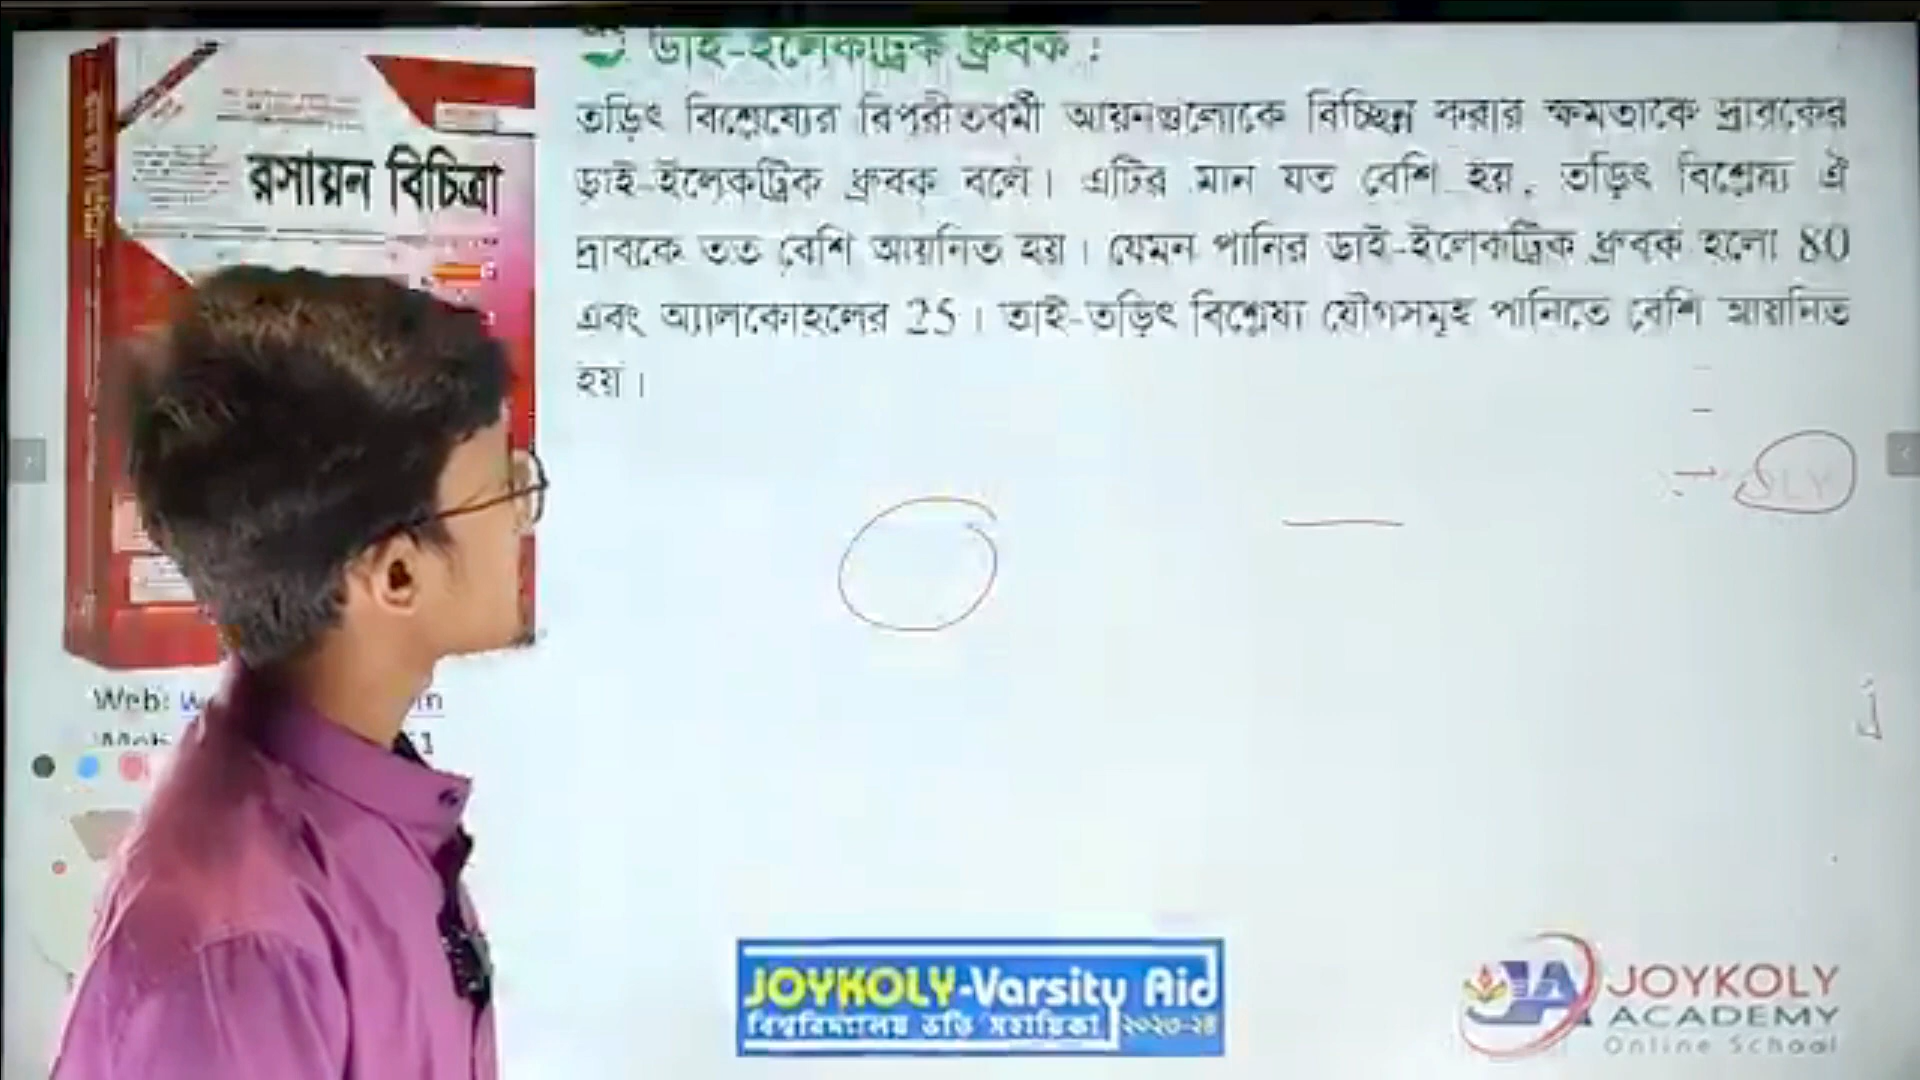 ডাই-ইলেকট্রিক ধ্রুবক :
তড়িৎ বিশ্লেষ্যের বিপরীতধর্মী আয়নগুলোকে বিচ্ছিন্ন করার ক্ষমতাকে দ্রাবকের
ডাই-ইলেকট্রিক ধ্রুবক বলে। এটির মান যত বেশি হয়, তড়িৎ বিশ্লেষ্য ঐ
দ্রাবকে তত বেশি আয়নিত হয়। যেমন পানির ডাই-ইলেকট্রিক ধ্রুবক হলো 80
এবং অ্যালকোহলের 25। তাই-তড়িৎ বিশ্লেষ্য যৌগসমূহ পানিতে বেশি আয়নিত
হয়।
রসায়ন বিচিত্রা
Web:
JOYKOLY-Varsity Aid
বিশ্ববিদ্যালয় ভর্তি সহায়িকা ২০২৩-২৪
JOYKOLY
ACADEMY
Online School